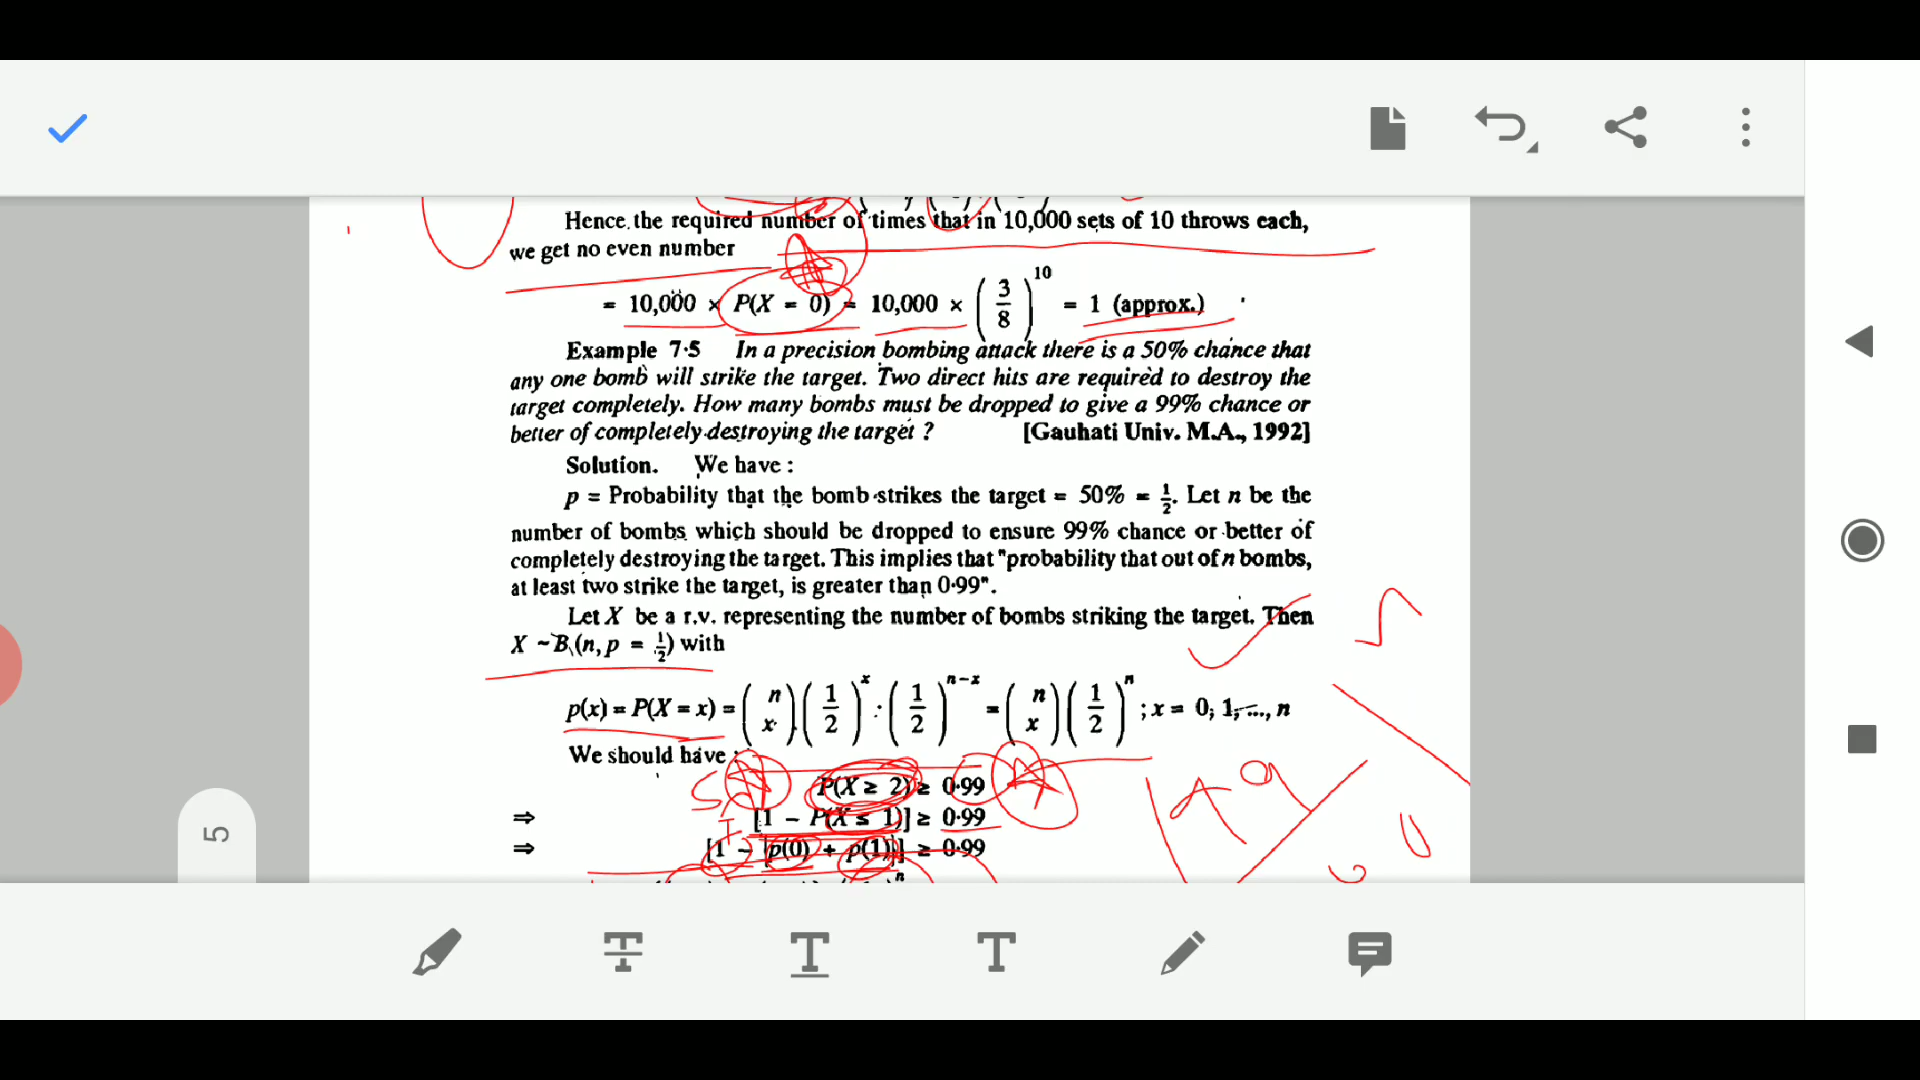 Hence the required number of times that in 10,000 sets of 10 throws each,
we get no even number
= 10,000 × P(X = 0) = 10,000 × (3/8)^10 = 1 (approx.)
Example 7·5 In a precision bombing attack there is a 50% chance that
any one bomb will strike the target. Two direct hits are required to destroy the
target completely. How many bombs must be dropped to give a 99% chance or
better of completely destroying the target ? [Gauhati Univ. M.A., 1992]
Solution. We have :
p = Probability that the bomb strikes the target = 50% = 1/2. Let n be the
number of bombs which should be dropped to ensure 99% chance or better of
completely destroying the target. This implies that "probability that out of n bombs,
at least two strike the target, is greater than 0·99".
Let X be a r.v. representing the number of bombs striking the target. Then
X ~ B (n, p = 1/2) with
p(x) = P(X = x) = (n x) (1/2)^x · (1/2)^n-x = (n x) (1/2)^n ; x = 0, 1, ..., n
We should have :
P(X ≥ 2) ≥ 0·99
⇒ [1 − P(X ≤ 1)] ≥ 0·99
⇒ [1 − {p(0) + p(1)}] ≥ 0·99
5